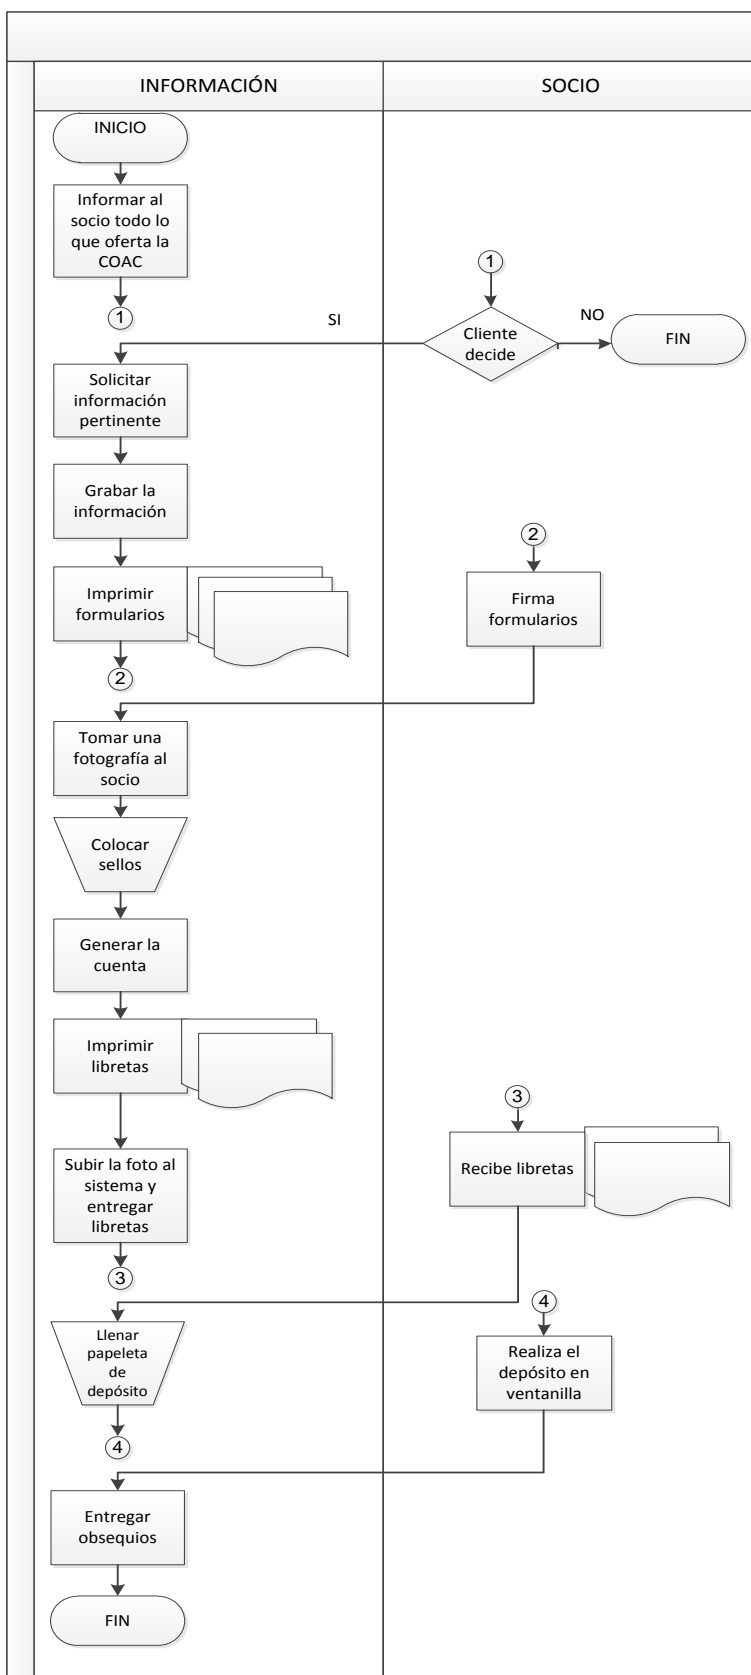 INFORMACIÓN
SOCIO
INICIO
Informar al
socio todo lo
que oferta la
COAC
1
1
SI
Cliente
decide
NO
FIN
Solicitar
información
pertinente
Grabar la
información
2
Imprimir
formularios
Firma
formularios
2
Tomar una
fotografía al
socio
Colocar
sellos
Generar la
cuenta
Imprimir
libretas
3
Recibe libretas
Subir la foto al
sistema y
entregar
libretas
3
4
Llenar
papeleta
de
depósito
Realiza el
depósito en
ventanilla
4
Entregar
obsequios
FIN